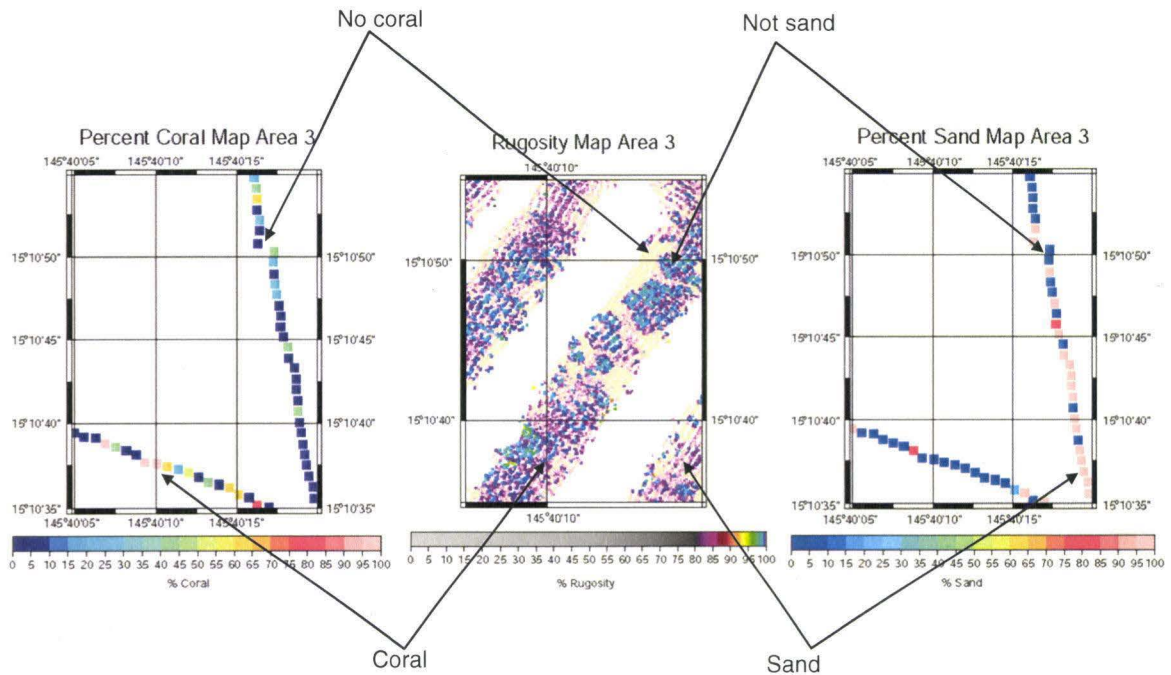 No coral
Not sand
Percent Coral Map Area 3
145°40'05" 145°40'10" 145°40'15"
15°10'50"
15°10'45"
15°10'40"
15°10'35"
145°40'05" 145°40'10" 145°40'15"
0 5 10 15 20 25 30 35 40 45 50 55 60 65 70 75 80 85 90 95 100
% Coral
Rugosity Map Area 3
145°40'10"
15°10'50" 15°10'50"
15°10'40" 15°10'40"
145°40'10"
0 5 10 15 20 25 30 35 40 45 50 55 60 65 70 75 80 85 90 95 100
% Rugosity
Percent Sand Map Area 3
145°40'05" 145°40'10" 145°40'15"
15°10'50" 15°10'50"
15°10'45" 15°10'45"
15°10'40" 15°10'40"
15°10'35" 15°10'35"
145°40'05" 145°40'10" 145°40'15"
0 5 10 15 20 25 30 35 40 45 50 55 60 65 70 75 80 85 90 95 100
% Sand
Coral
Sand